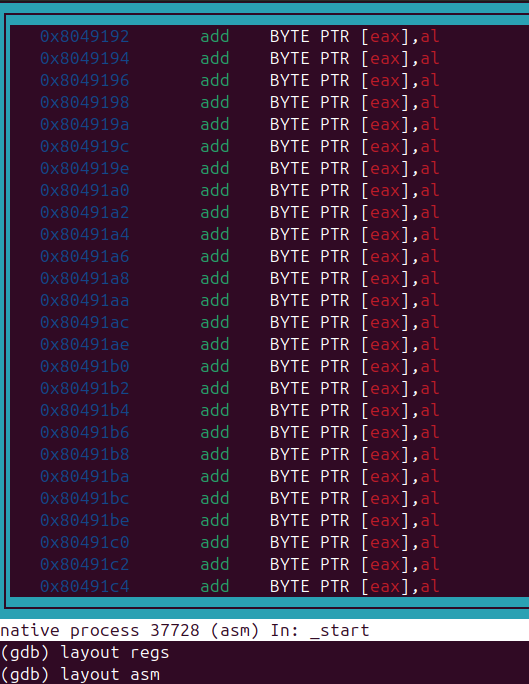 0x8049192 add BYTE PTR [eax],al
0x8049194 add BYTE PTR [eax],al
0x8049196 add BYTE PTR [eax],al
0x8049198 add BYTE PTR [eax],al
0x804919a add BYTE PTR [eax],al
0x804919c add BYTE PTR [eax],al
0x804919e add BYTE PTR [eax],al
0x80491a0 add BYTE PTR [eax],al
0x80491a2 add BYTE PTR [eax],al
0x80491a4 add BYTE PTR [eax],al
0x80491a6 add BYTE PTR [eax],al
0x80491a8 add BYTE PTR [eax],al
0x80491aa add BYTE PTR [eax],al
0x80491ac add BYTE PTR [eax],al
0x80491ae add BYTE PTR [eax],al
0x80491b0 add BYTE PTR [eax],al
0x80491b2 add BYTE PTR [eax],al
0x80491b4 add BYTE PTR [eax],al
0x80491b6 add BYTE PTR [eax],al
0x80491b8 add BYTE PTR [eax],al
0x80491ba add BYTE PTR [eax],al
0x80491bc add BYTE PTR [eax],al
0x80491be add BYTE PTR [eax],al
0x80491c0 add BYTE PTR [eax],al
0x80491c2 add BYTE PTR [eax],al
0x80491c4 add BYTE PTR [eax],al
native process 37728 (asm) In: _start
(gdb) layout regs
(gdb) layout asm